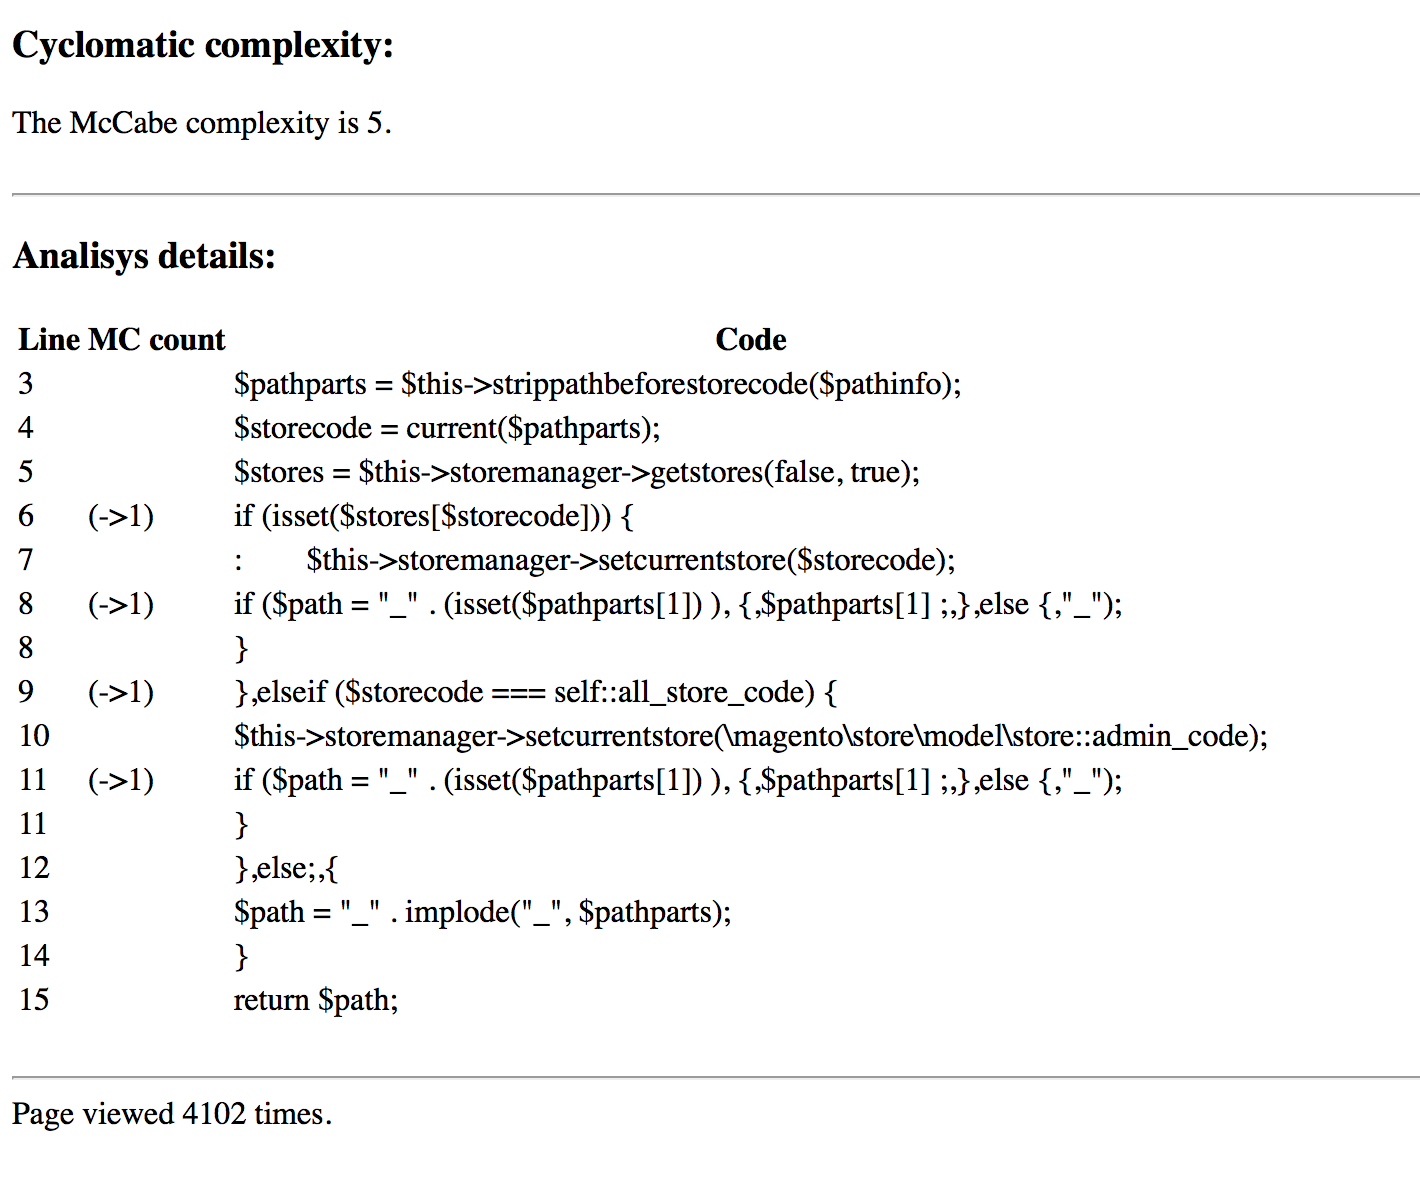 Cyclomatic complexity:
The McCabe complexity is 5.
Analisys details:
Line MC count Code
3 $pathparts = $this->strippathbeforestorecode($pathinfo);
4 $storecode = current($pathparts);
5 $stores = $this->storemanager->getstores(false, true);
6 (->1) if (isset($stores[$storecode])) {
7 : $this->storemanager->setcurrentstore($storecode);
8 (->1) if ($path = "_" . (isset($pathparts[1]) ), {,$pathparts[1] ;,},else {,"_");
8 }
9 (->1) },elseif ($storecode === self::all_store_code) {
10 $this->storemanager->setcurrentstore(\magento\store\model\store::admin_code);
11 (->1) if ($path = "_" . (isset($pathparts[1]) ), {,$pathparts[1] ;,},else {,"_");
11 }
12 },else;,{
13 $path = "_" . implode("_", $pathparts);
14 }
15 return $path;
Page viewed 4102 times.